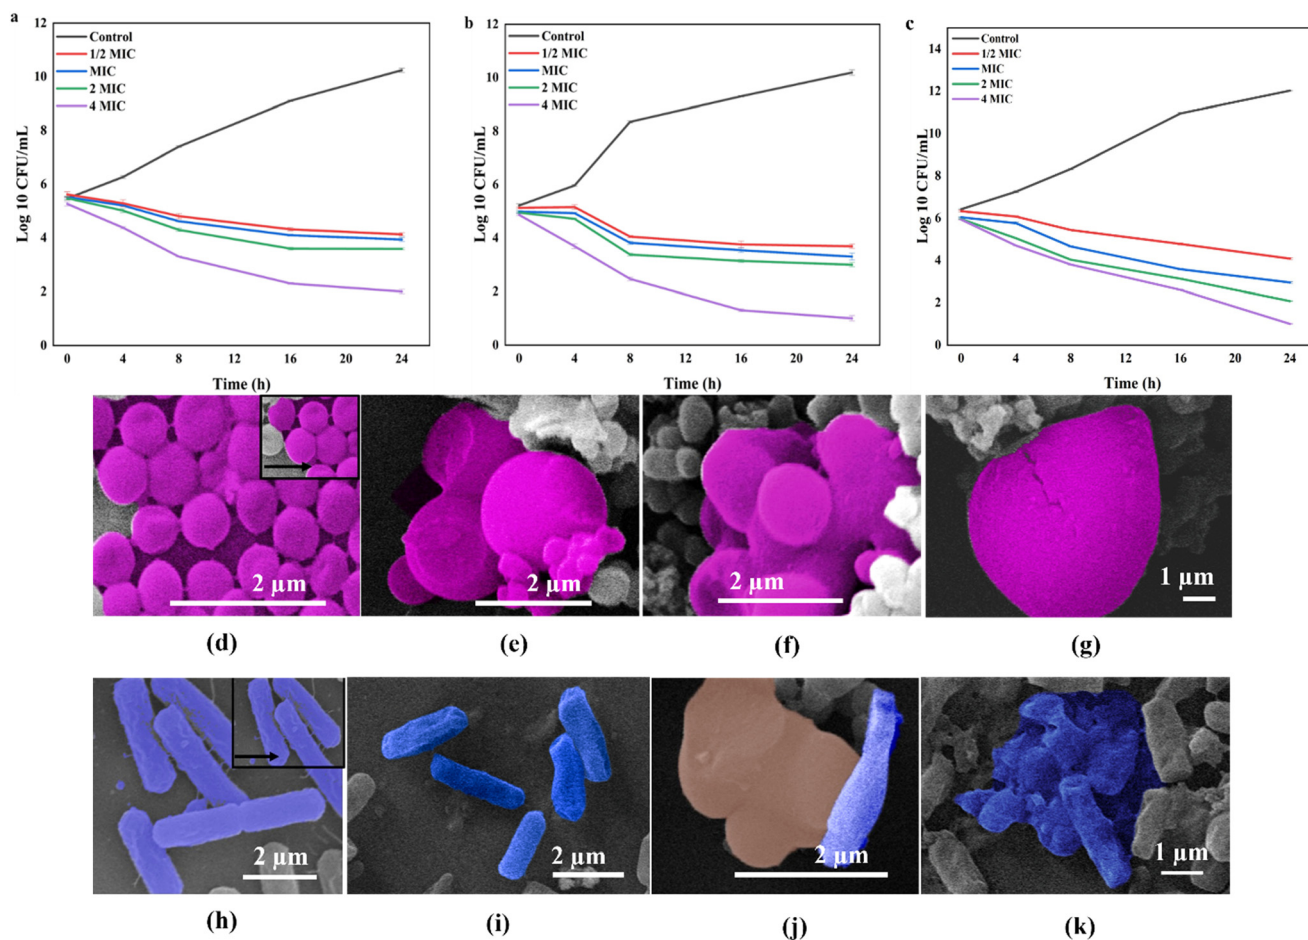 a
12
10
8
6
4
2
0
Log 10 CFU/mL
Control
1/2 MIC
MIC
2 MIC
4 MIC
0 4 8 12 16 20 24
Time (h)
b
12
10
8
6
4
2
0
Log 10 CFU/mL
Control
1/2 MIC
MIC
2 MIC
4 MIC
0 4 8 12 16 20 24
Time (h)
c
14
12
10
8
6
4
2
0
Log 10 CFU/mL
Control
1/2 MIC
MIC
2 MIC
4 MIC
0 4 8 12 16 20 24
Time (h)
2 µm
2 µm
2 µm
1 µm
(d) (e) (f) (g)
2 µm
2 µm
2 µm
1 µm
(h) (i) (j) (k)